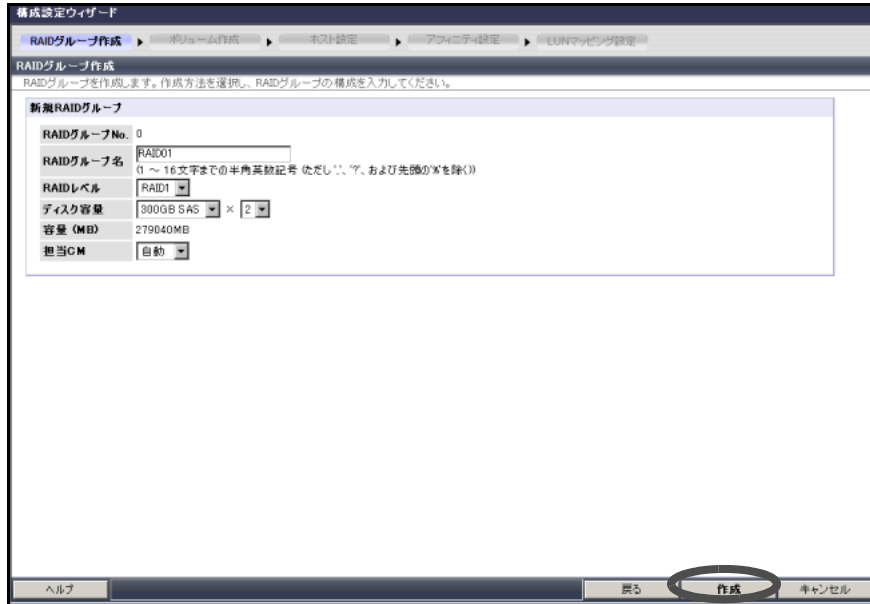 構成設定ウィザード
RAIDグループ作成 ボリューム作成 ホスト設定 アフィニティ設定 LUNマッピング設定
RAIDグループ作成
RAIDグループを作成します。作成方法を選択し、RAIDグループの構成を入力してください。
新規RAIDグループ
RAIDグループNo. 0
RAIDグループ名 RAID01
(1 ～ 16文字までの半角英数記号 (ただし','、'?'、および先頭の'%'を除く))
RAIDレベル RAID1
ディスク容量 300GB SAS × 2
容量 (MB) 279040MB
担当CM 自動
ヘルプ 戻る 作成 キャンセル